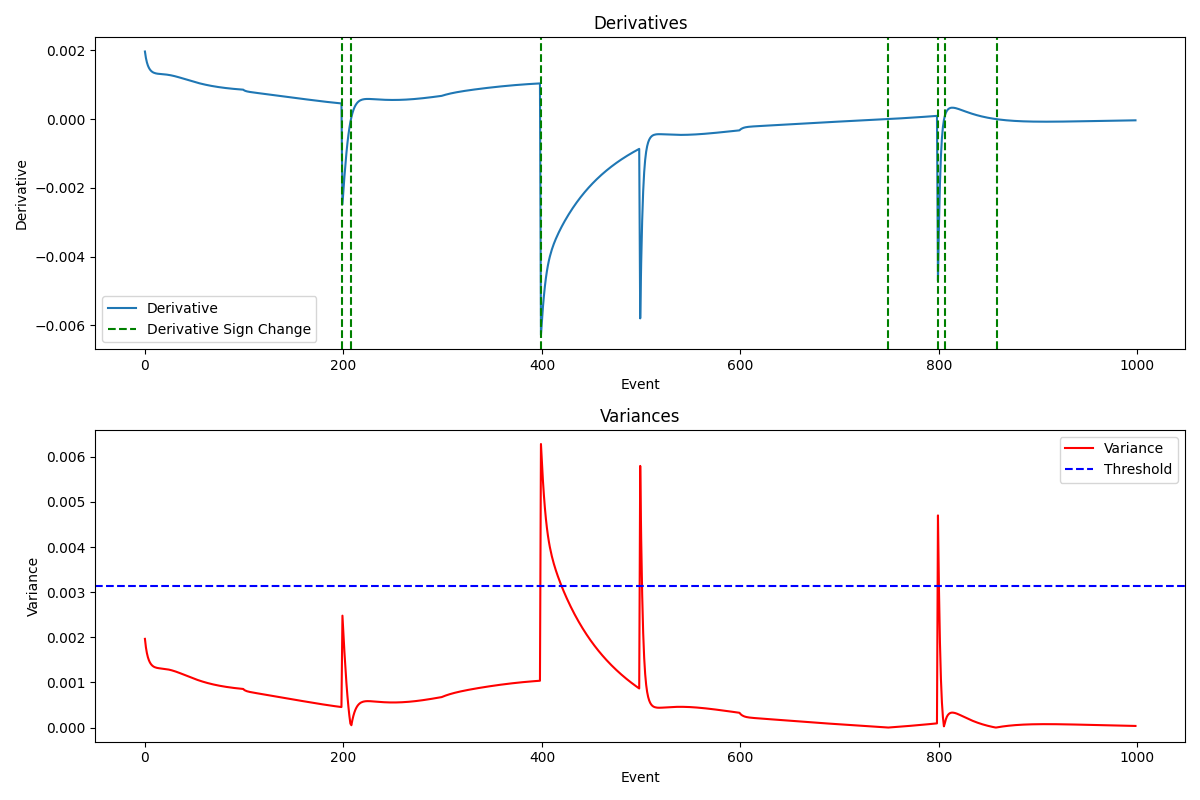 Derivatives
0.002
0.000
−0.002
−0.004
−0.006
Derivative
Derivative
Derivative Sign Change
0 200 400 600 800 1000
Event
Variances
0.006
0.005
0.004
0.003
0.002
0.001
0.000
Variance
Variance
Threshold
0 200 400 600 800 1000
Event